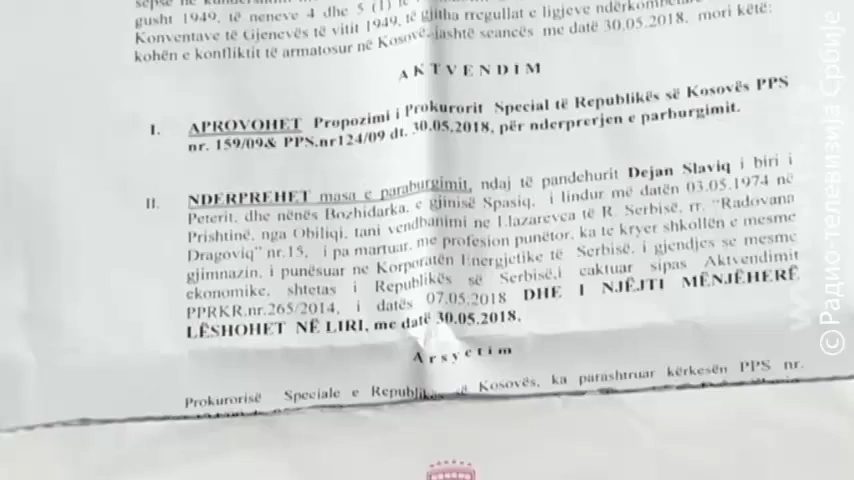 gusht 1949, të neneve 4 dhe 5 (1) të
Konventave të Gjenevës të vitit 1949, të gjitha rregullat e ligjeve ndërkombëtare
kohën e konfliktit të armatosur në Kosovë, jashtë seancës me datë 30.05.2018, mori këtë:
AKTVENDIM
I. APROVOHET Propozimi i Prokurorit Special të Republikës së Kosovës PPS
nr. 159/09& PPS.nr124/09 dt. 30.05.2018, për nderprerjen e parburgimit.
II. NDERPREHET masa e paraburgimit, ndaj të pandehurit Dejan Slaviq i biri i
Peterit, dhe nënës Bozhidarka, e gjinisë Spasiq, i lindur më datën 03.05.1974 në
Prishtinë, nga Obiliqi, tani vendbanimi ne Llazarevca të R. Serbisë, rr. "Radovana
Dragoviq" nr.15, i pa martuar, me profesion punëtor, ka te kryer shkollën e mesme
gjimnazin, i punësuar ne Korporatën Energjetike të Serbisë, i gjendjes se mesme
ekonomike, shtetas i Republikës së Serbisë,i caktuar sipas Aktvendimit
PPRKR.nr.265/2014, i datës 07.05.2018 DHE I NJËJTI MËNJËHERË
LËSHOHET NË LIRI, me datë 30.05.2018.
Arsyetim
Prokurorisë Speciale e Republikës së Kosovës, ka parashtruar kërkesën PPS nr.
© Радио-телевизија Србије